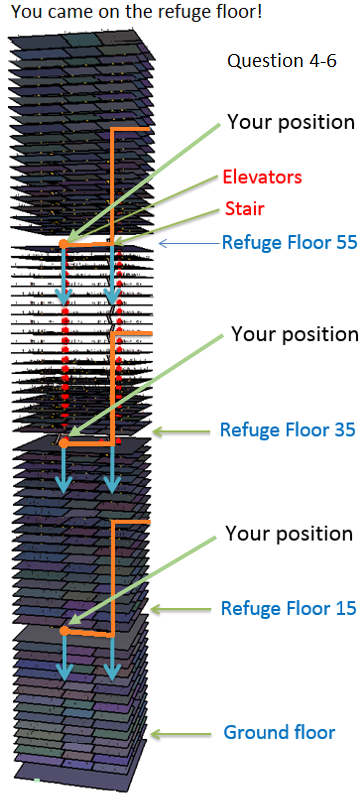 You came on the refuge floor!
Question 4-6
Your position
Elevators
Stair
Refuge Floor 55
Your position
Refuge Floor 35
Your position
Refuge Floor 15
Ground floor